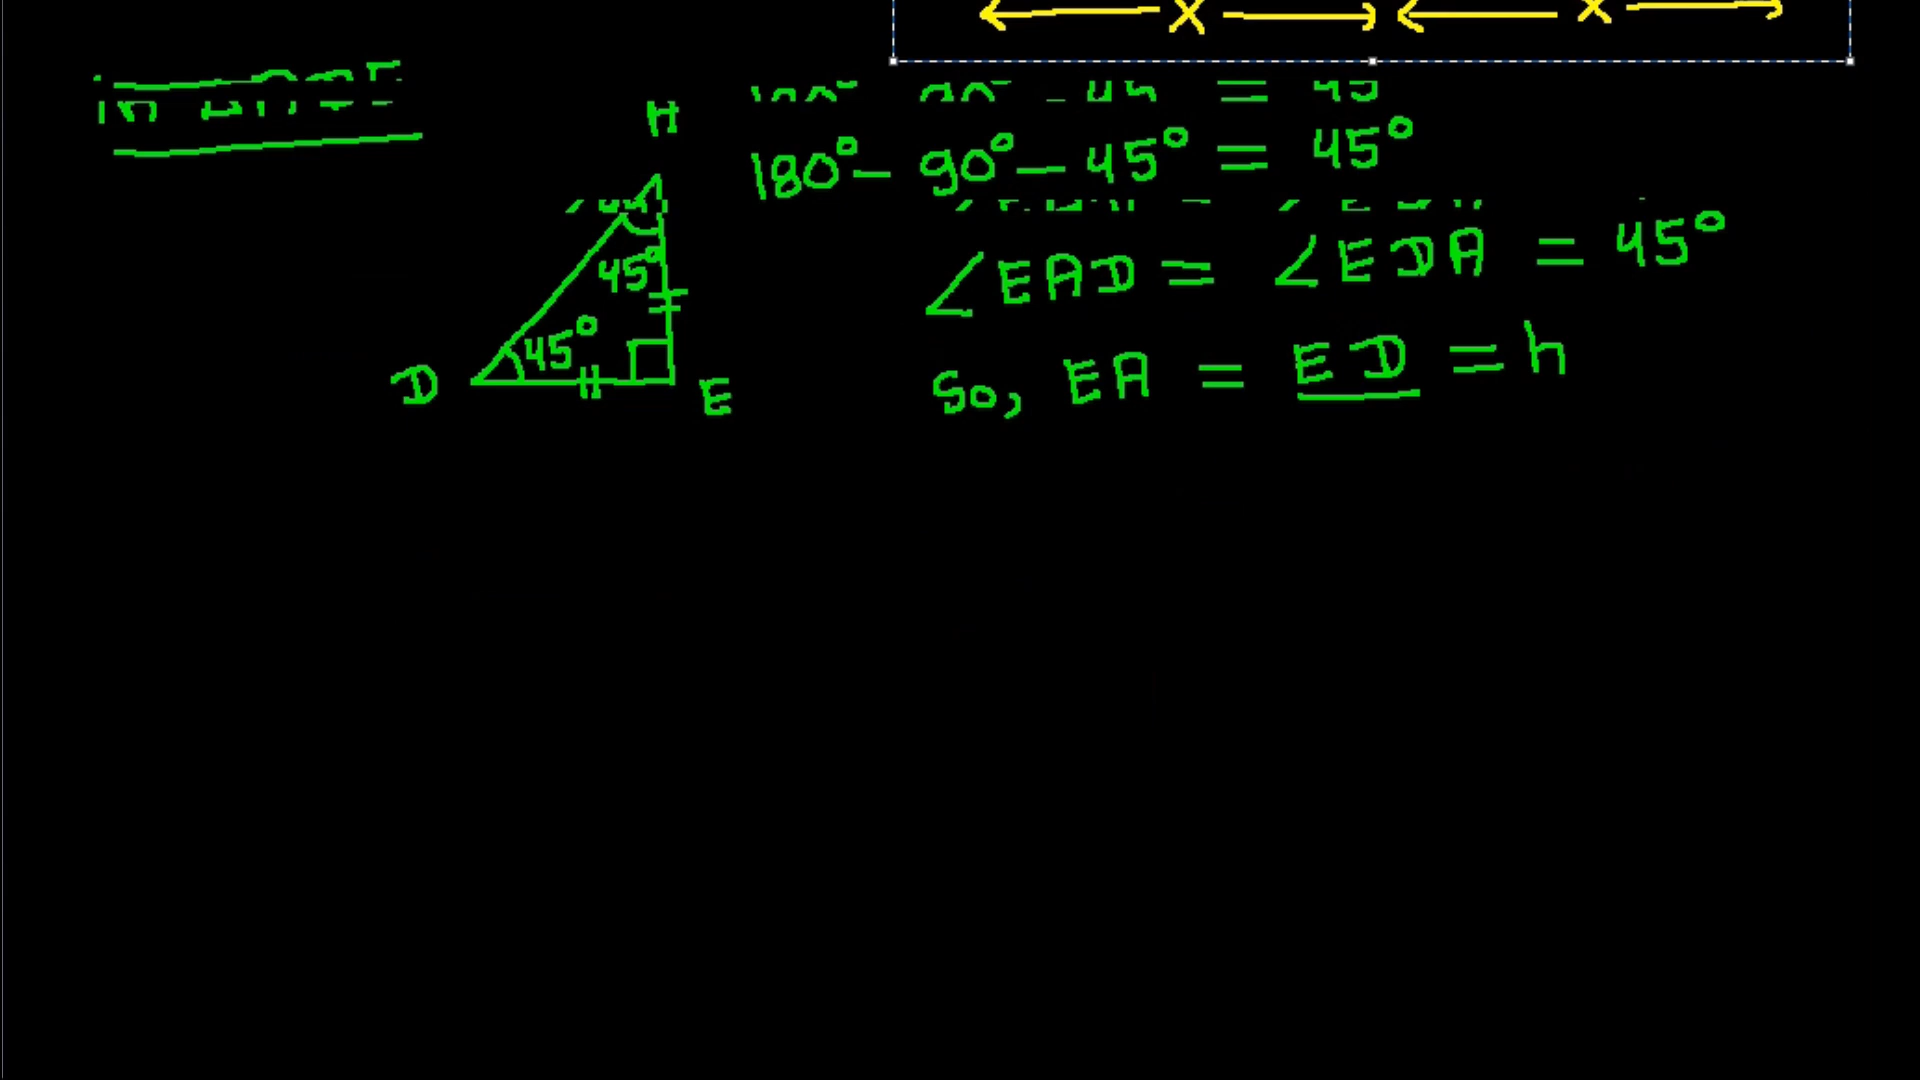 x x
A
180° - 90° - 45° = 45°
45°
∠EAD = ∠EDA = 45°
45°
D
E
So, EA = ED = h